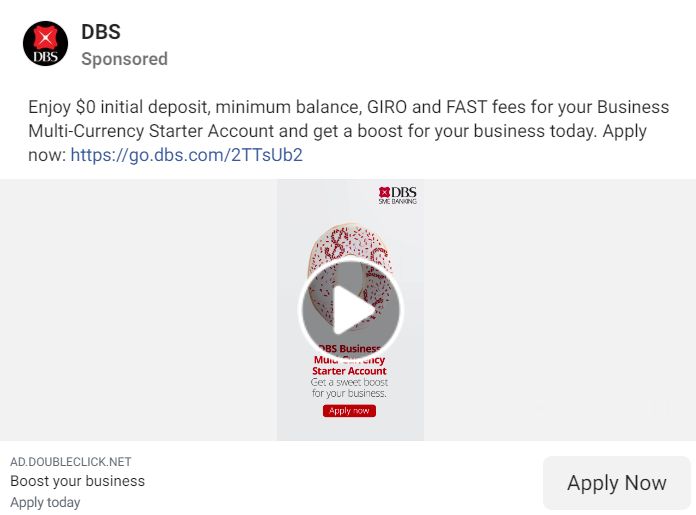 DBS
DBS
Sponsored
Enjoy $0 initial deposit, minimum balance, GIRO and FAST fees for your Business
Multi-Currency Starter Account and get a boost for your business today. Apply
now: https://go.dbs.com/2TTsUb2
DBS
SME BANKING
$
DBS Business
Multi-Currency
Starter Account
Get a sweet boost
for your business.
Apply now
AD.DOUBLECLICK.NET
Boost your business
Apply today
Apply Now